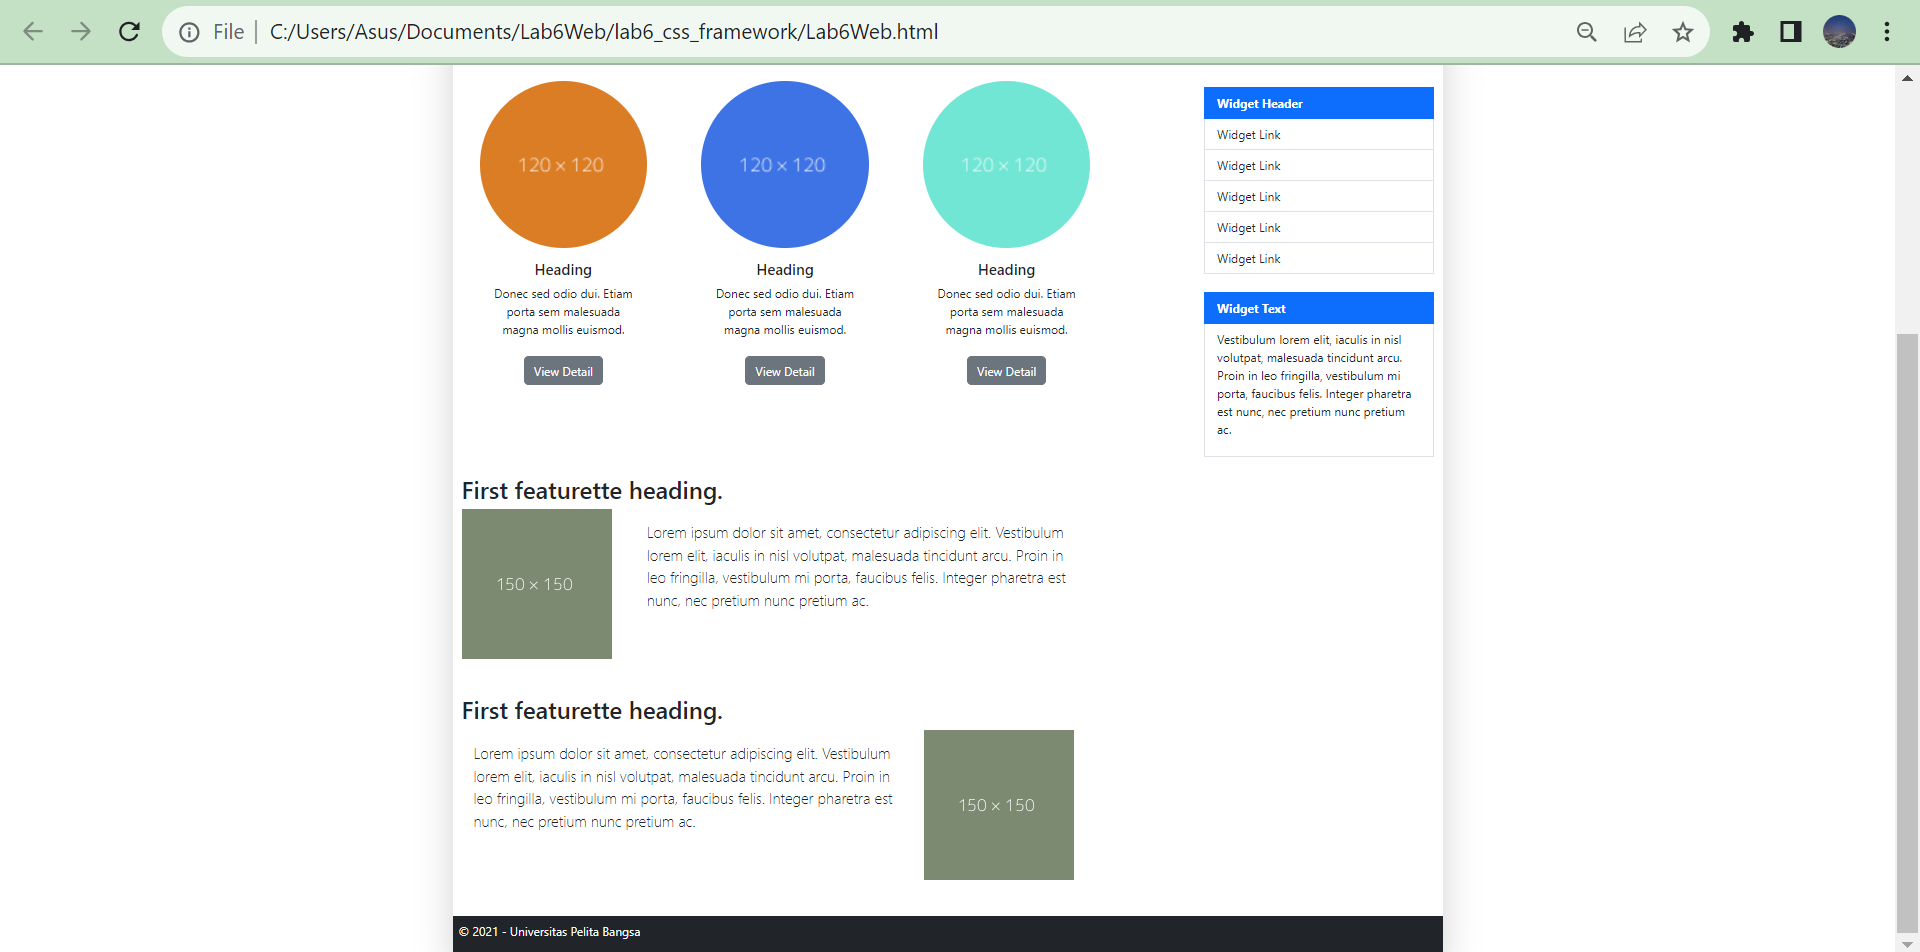 File C:/Users/Asus/Documents/Lab6Web/lab6_css_framework/Lab6Web.html
120 × 120
120 × 120
120 × 120
Heading
Donec sed odio dui. Etiam
porta sem malesuada
magna mollis euismod.
View Detail
Heading
Donec sed odio dui. Etiam
porta sem malesuada
magna mollis euismod.
View Detail
Heading
Donec sed odio dui. Etiam
porta sem malesuada
magna mollis euismod.
View Detail
Widget Header
Widget Link
Widget Link
Widget Link
Widget Link
Widget Link
Widget Text
Vestibulum lorem elit, iaculis in nisl
volutpat, malesuada tincidunt arcu.
Proin in leo fringilla, vestibulum mi
porta, faucibus felis. Integer pharetra
est nunc, nec pretium nunc pretium
ac.
First featurette heading.
150 × 150
Lorem ipsum dolor sit amet, consectetur adipiscing elit. Vestibulum
lorem elit, iaculis in nisl volutpat, malesuada tincidunt arcu. Proin in
leo fringilla, vestibulum mi porta, faucibus felis. Integer pharetra est
nunc, nec pretium nunc pretium ac.
First featurette heading.
Lorem ipsum dolor sit amet, consectetur adipiscing elit. Vestibulum
lorem elit, iaculis in nisl volutpat, malesuada tincidunt arcu. Proin in
leo fringilla, vestibulum mi porta, faucibus felis. Integer pharetra est
nunc, nec pretium nunc pretium ac.
150 × 150
© 2021 - Universitas Pelita Bangsa